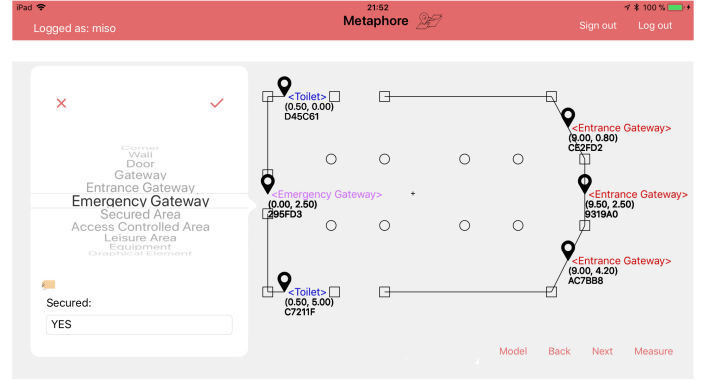 iPad 21:52 100 %
Logged as: miso Metaphore Sign out Log out
Corner
Wall
Door
Gateway
Entrance Gateway
Emergency Gateway
Secured Area
Access Controlled Area
Leisure Area
Equipment
Graphical Element
Secured:
YES
<Toilet>
(0.50, 0.00)
D45C61
<Entrance Gateway>
(9.00, 0.80)
CE2FD2
<Emergency Gateway>
(0.00, 2.50)
295FD3
<Entrance Gateway>
(9.50, 2.50)
9319A0
<Toilet>
(0.50, 5.00)
C7211F
<Entrance Gateway>
(9.00, 4.20)
AC7BB8
Model Back Next Measure